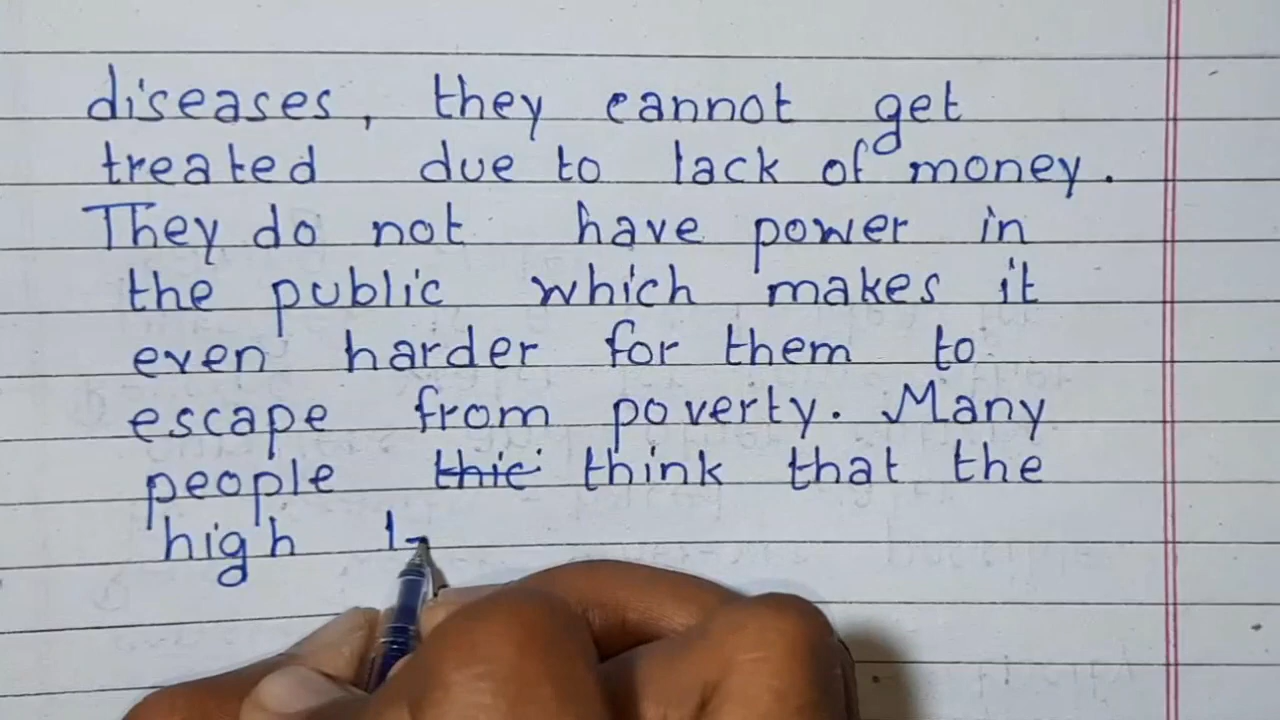 diseases, they cannot get
treated due to lack of money.
They do not have power in
the public which makes it
even harder for them to
escape from poverty. Many
people thic think that the
high